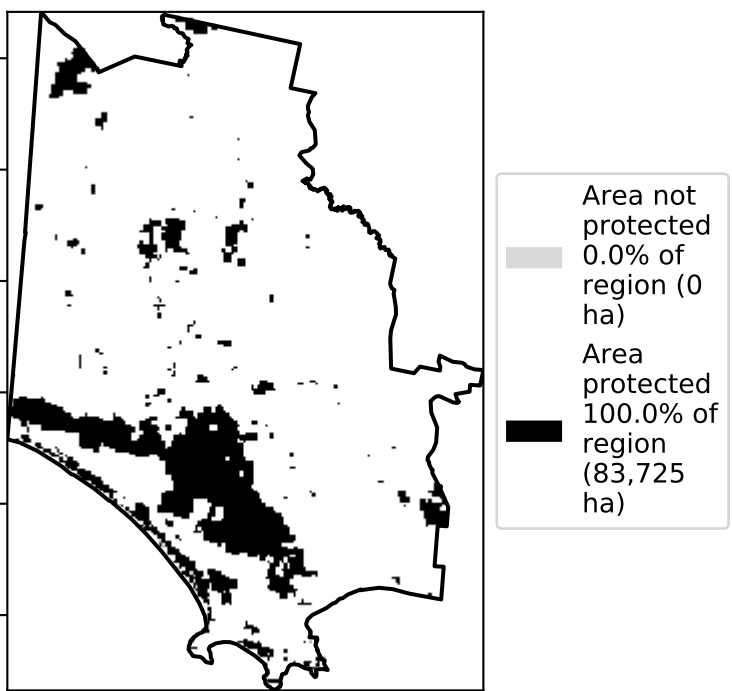 Area not
protected
0.0% of
region (0
ha)
Area
protected
100.0% of
region
(83,725
ha)